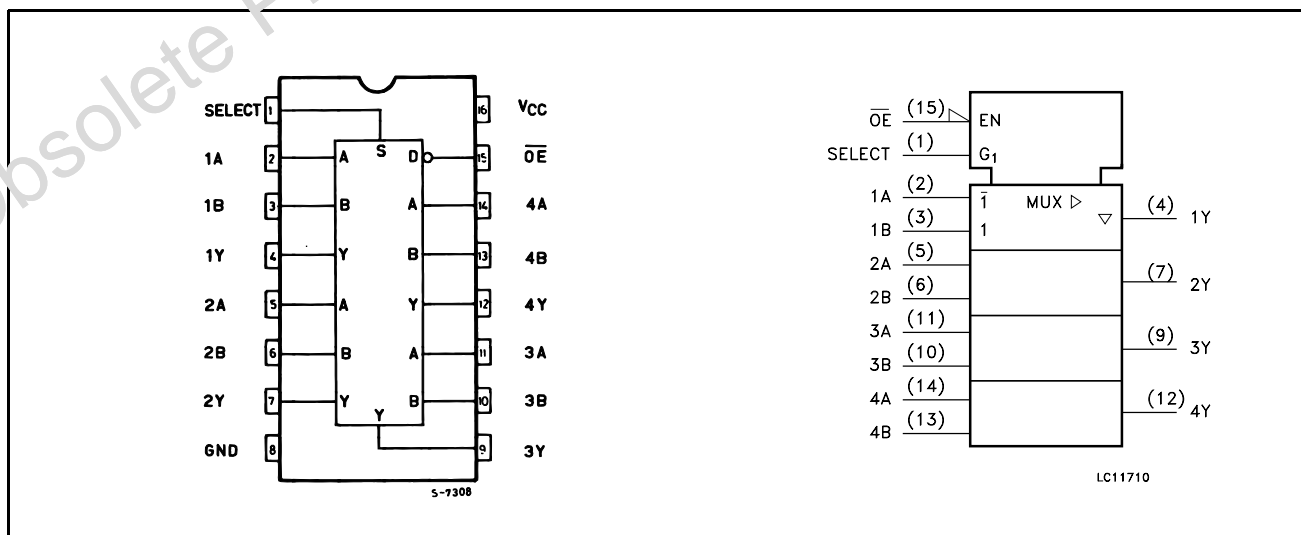 obsolete P
SELECT 1
1A 2
1B 3
1Y 4
2A 5
2B 6
2Y 7
GND 8
S
A
B
Y
A
B
Y
D
A
B
Y
A
B
Y
16 VCC
15 OE
14 4A
13 4B
12 4Y
11 3A
10 3B
9 3Y
S-7308
OE (15) EN
SELECT (1) G1
1A (2) 1
1B (3) 1
2A (5)
2B (6)
3A (11)
3B (10)
4A (14)
4B (13)
MUX
(4) 1Y
(7) 2Y
(9) 3Y
(12) 4Y
LC11710